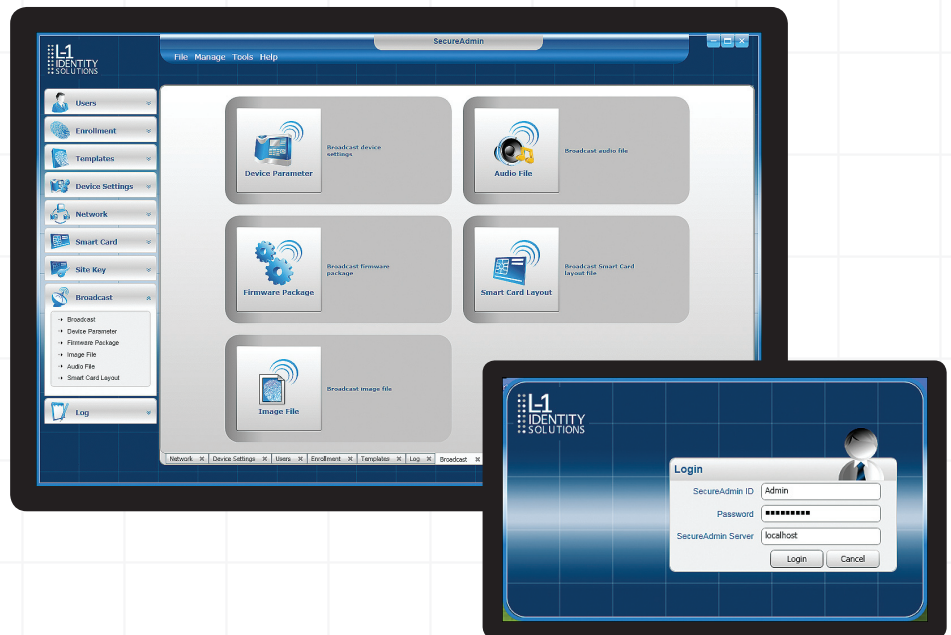 SecureAdmin
L-1
IDENTITY
SOLUTIONS
File Manage Tools Help
Users
Enrollment
Templates
Device Settings
Network
Smart Card
Site Key
Broadcast
Broadcast
Device Parameter
Firmware Package
Image File
Audio File
Smart Card Layout
Log
Device Parameter
Broadcast device
settings
Audio File
Broadcast audio file
Firmware Package
Broadcast firmware
package
Smart Card Layout
Broadcast Smart Card
layout file
Image File
Broadcast image file
Network Device Settings Users Enrollment Templates Log Broadcast
L-1
IDENTITY
SOLUTIONS
Login
SecureAdmin ID Admin
Password
SecureAdmin Server localhost
Login Cancel